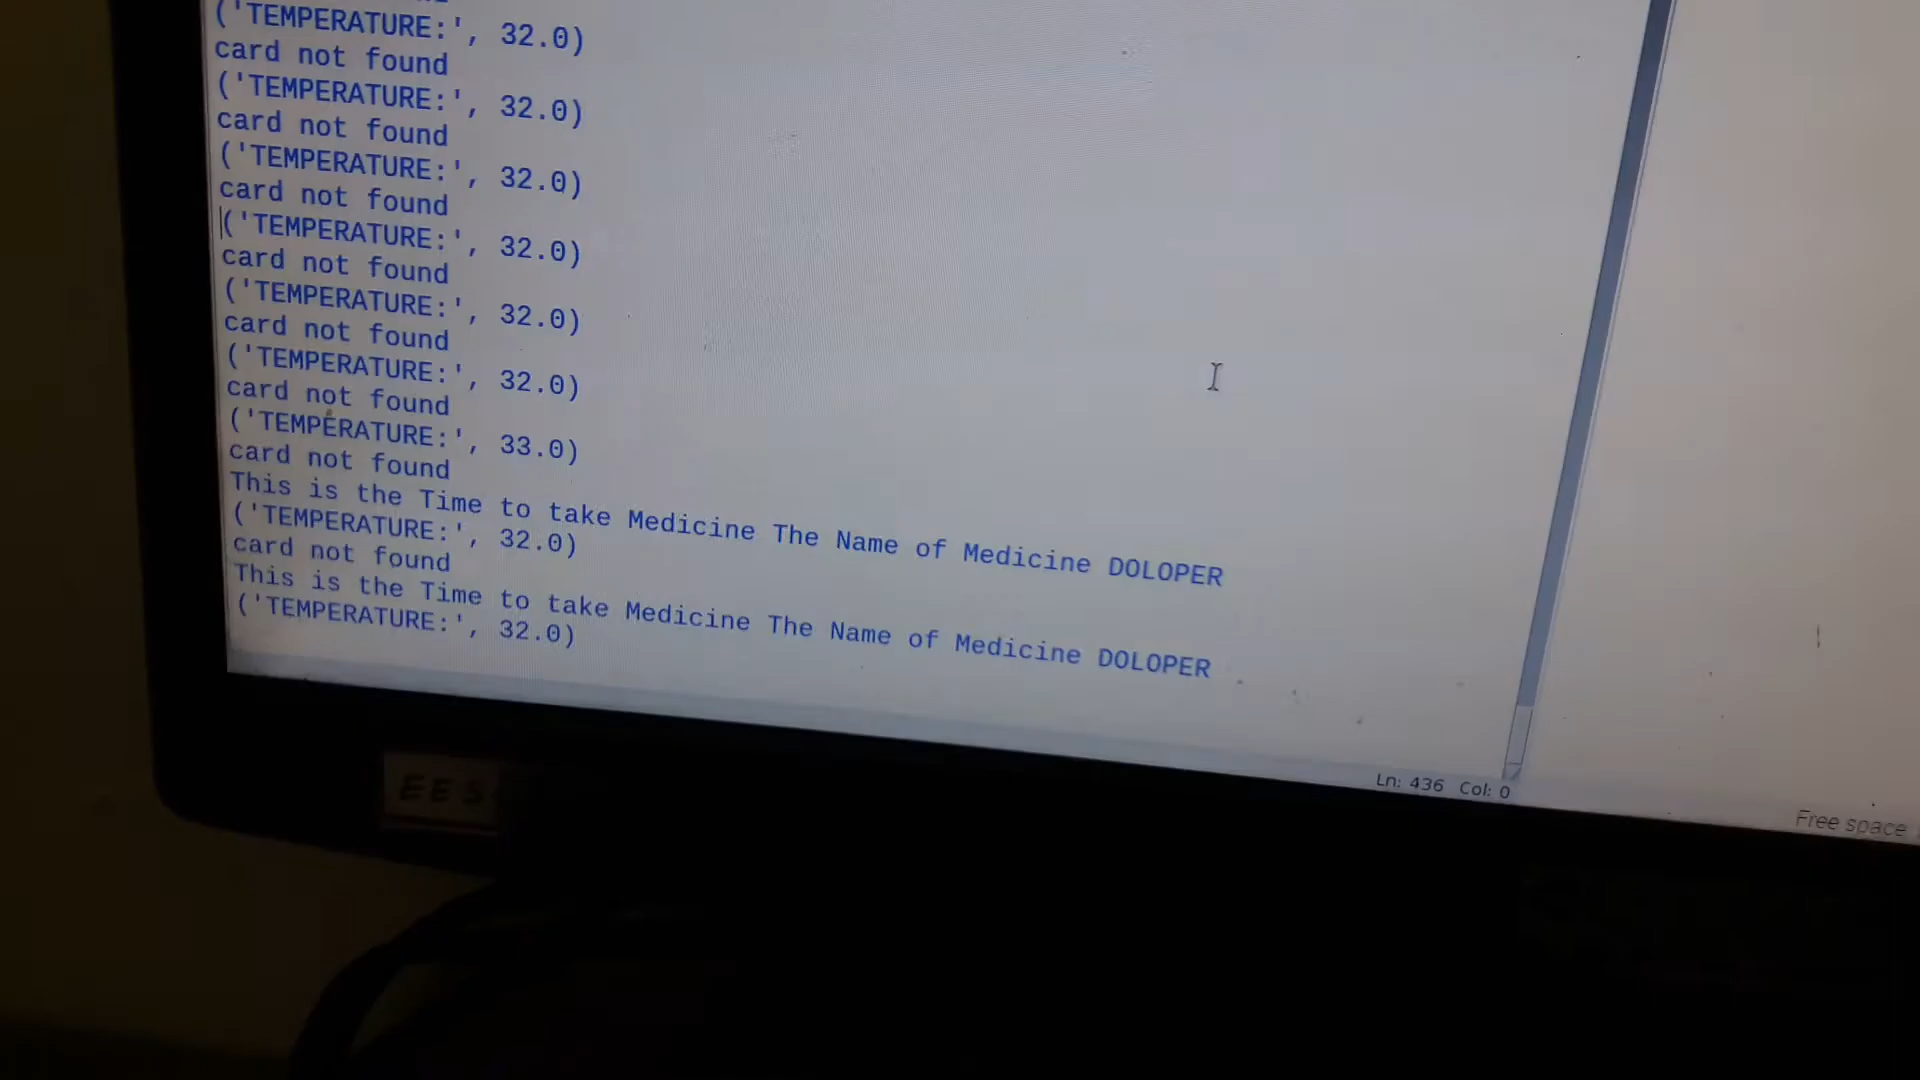 ('TEMPERATURE:', 32.0)
card not found
('TEMPERATURE:', 32.0)
card not found
('TEMPERATURE:', 32.0)
card not found
('TEMPERATURE:', 32.0)
card not found
('TEMPERATURE:', 32.0)
card not found
('TEMPERATURE:', 32.0)
card not found
('TEMPERATURE:', 33.0)
card not found
This is the Time to take Medicine The Name of Medicine DOLOPER
('TEMPERATURE:', 32.0)
card not found
This is the Time to take Medicine The Name of Medicine DOLOPER
('TEMPERATURE:', 32.0)
Ln: 436 Col: 0
Free space